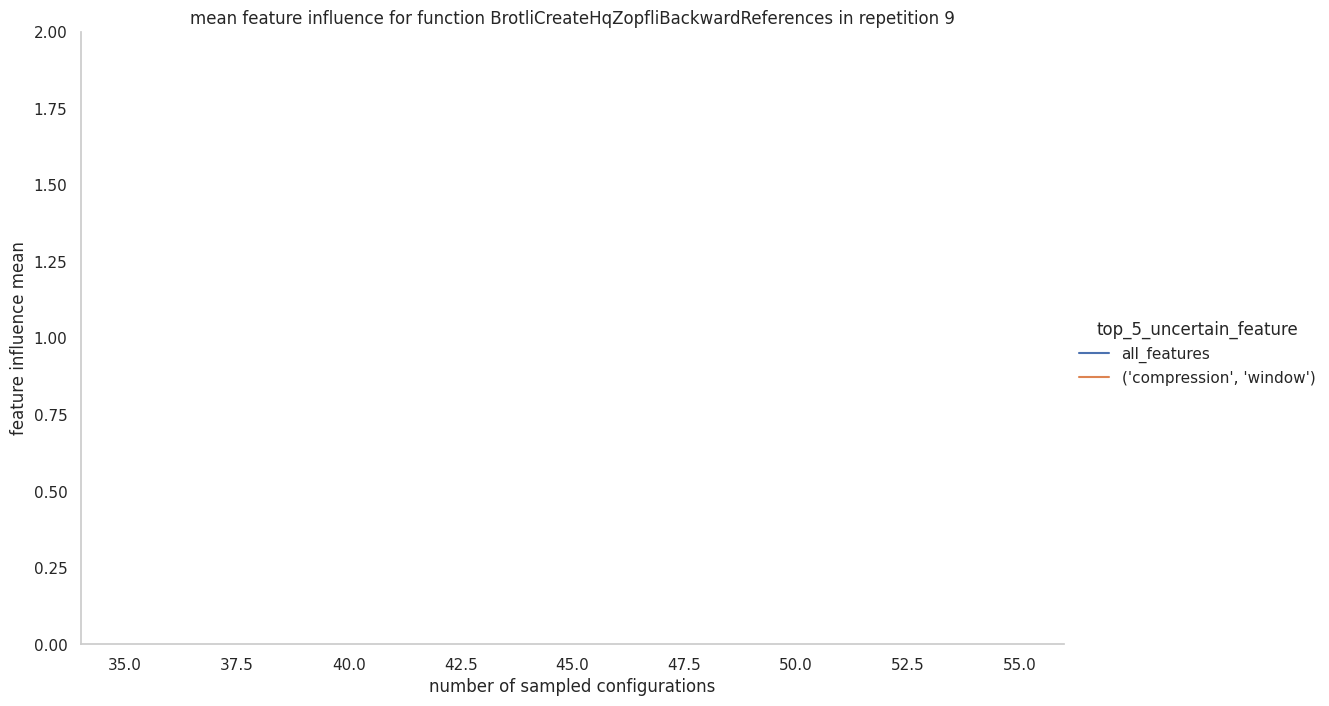 mean feature influence for function BrotliCreateHqZopfliBackwardReferences in repetition 9
2.00
1.75
1.50
1.25
1.00
0.75
0.50
0.25
0.00
feature influence mean
35.0 37.5 40.0 42.5 45.0 47.5 50.0 52.5 55.0
number of sampled configurations
top_5_uncertain_feature
all_features
('compression', 'window')